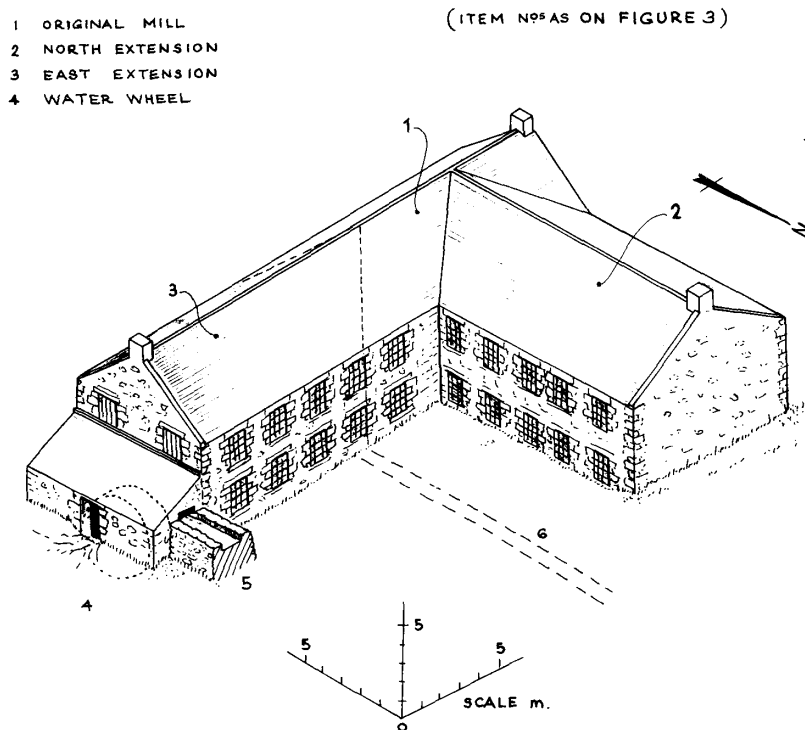 1 ORIGINAL MILL
2 NORTH EXTENSION
3 EAST EXTENSION
4 WATER WHEEL
(ITEM Nos AS ON FIGURE 3)
1
2
3
N
6
5
4
5
5
5
0
SCALE m.